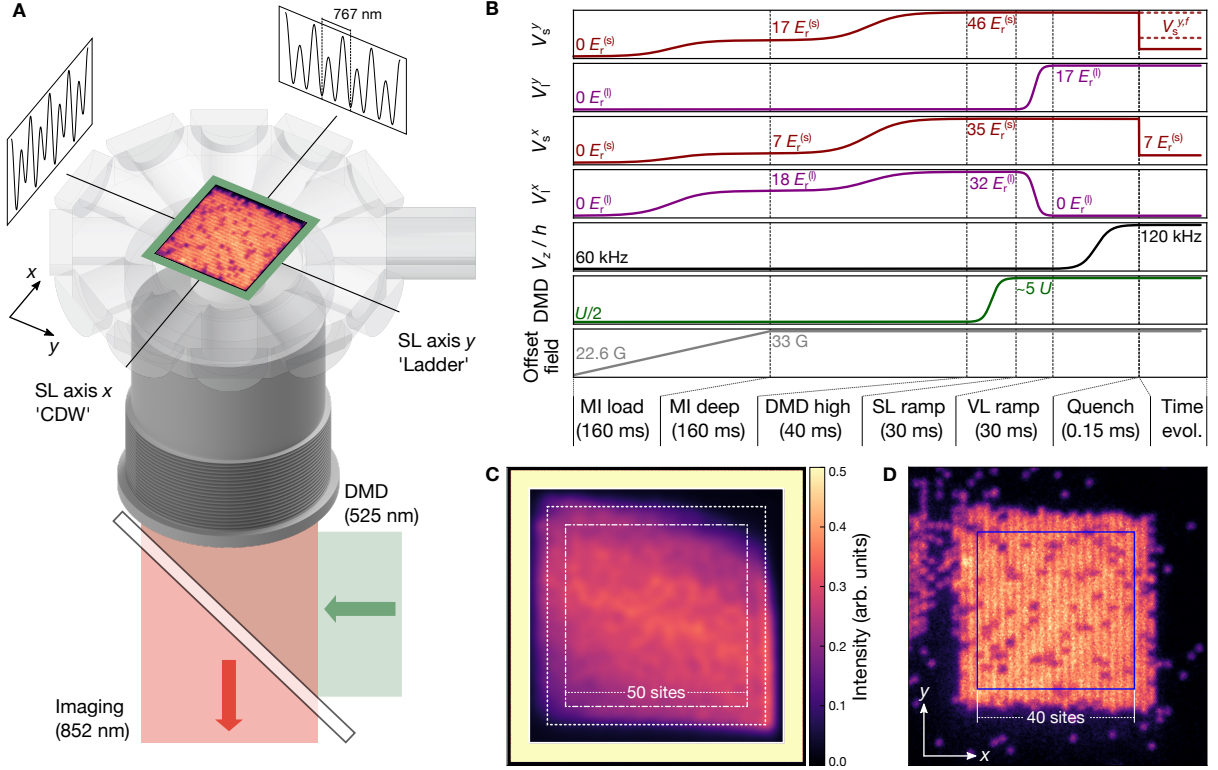 A
767 nm
x
y
SL axis x
'CDW'
SL axis y
'Ladder'
DMD
(525 nm)
Imaging
(852 nm)
B
V_s^y
0 E_r^(s)
17 E_r^(s)
46 E_r^(s)
V_s^{y,f}
V_l^y
0 E_r^(l)
17 E_r^(l)
V_s^x
0 E_r^(s)
7 E_r^(s)
35 E_r^(s)
7 E_r^(s)
V_l^x
0 E_r^(l)
18 E_r^(l)
32 E_r^(l)
0 E_r^(l)
V_z / h
60 kHz
120 kHz
DMD
U/2
~5 U
Offset
field
22.6 G
33 G
MI load
(160 ms)
MI deep
(160 ms)
DMD high
(40 ms)
SL ramp
(30 ms)
VL ramp
(30 ms)
Quench
(0.15 ms)
Time
evol.
C
50 sites
0.5
0.4
0.3
0.2
0.1
0.0
Intensity (arb. units)
D
y
x
40 sites